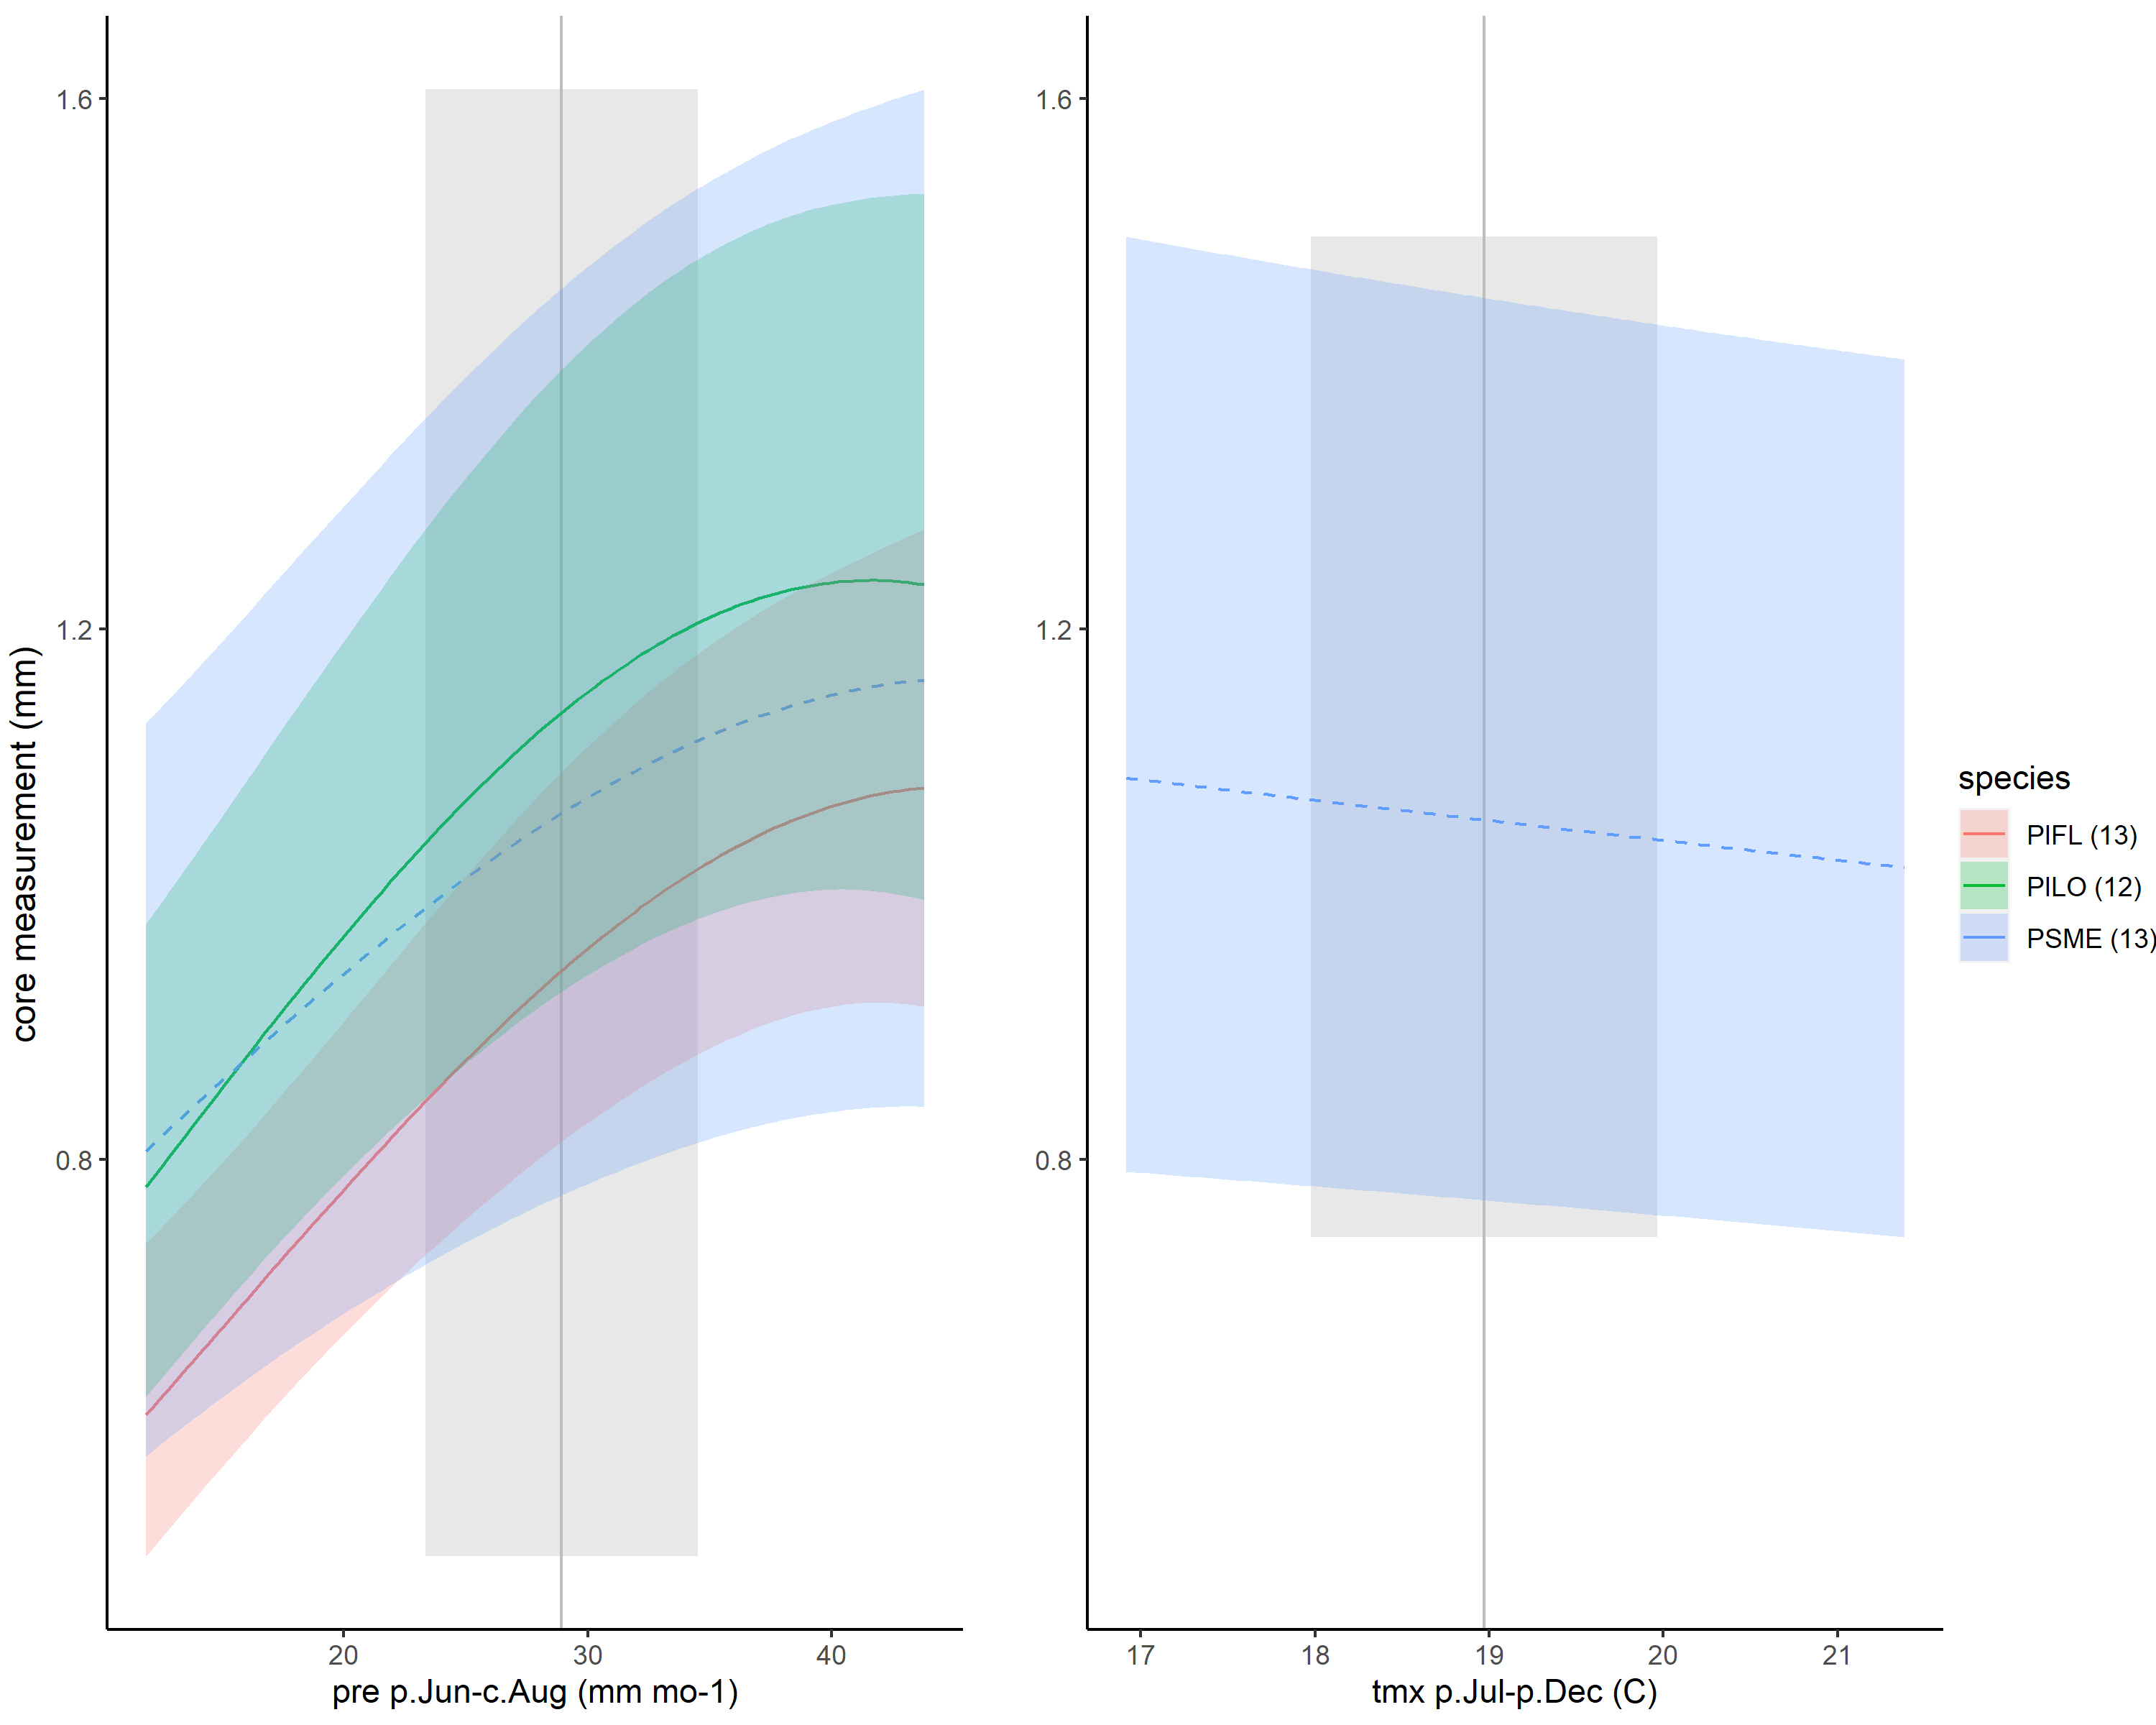 core measurement (mm)
1.6
1.2
0.8
20 30 40
pre p.Jun-c.Aug (mm mo-1)
1.6
1.2
0.8
17 18 19 20 21
tmx p.Jul-p.Dec (C)
species
PIFL (13)
PILO (12)
PSME (13)